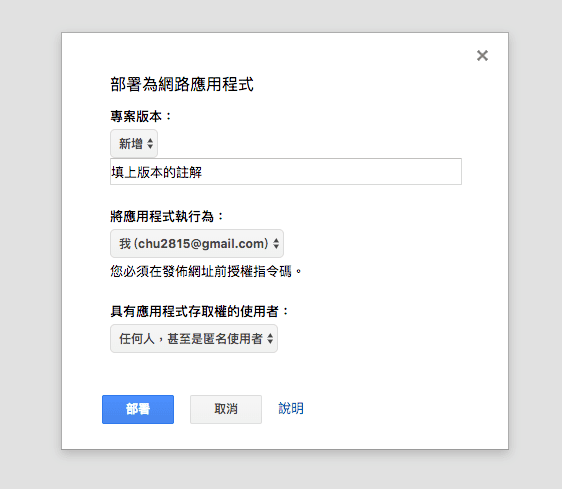 部署為網路應用程式
專案版本：
新增
填上版本的註解
將應用程式執行為：
我 (chu2815@gmail.com)
您必須在發佈網址前授權指令碼。
具有應用程式存取權的使用者：
任何人，甚至是匿名使用者
部署 取消 說明